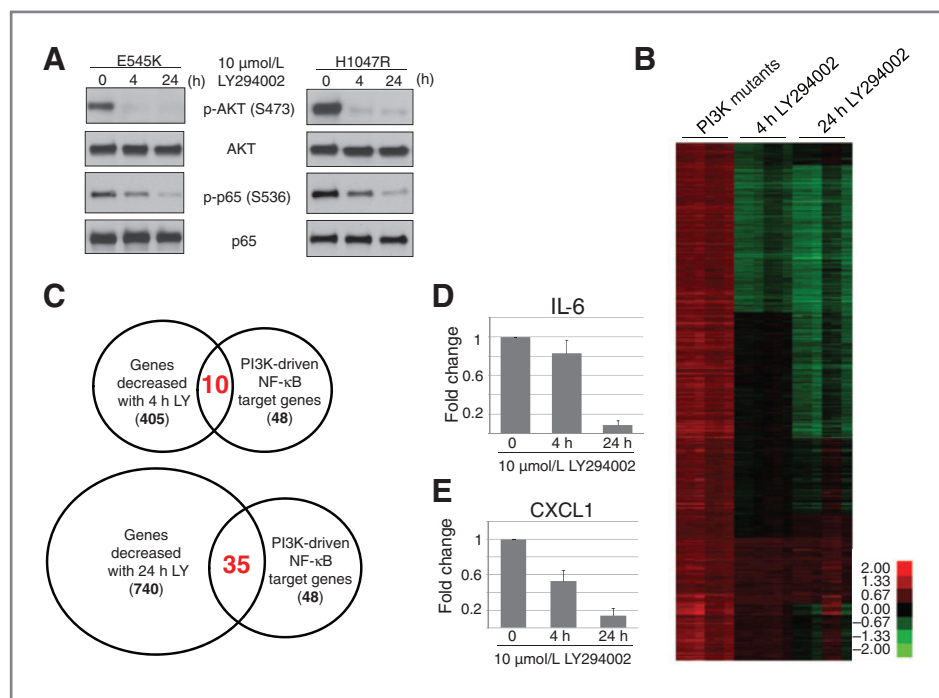 A
E545K
0 4 24 (h)
10 μmol/L
LY294002
H1047R
0 4 24 (h)
p-AKT (S473)
AKT
p-p65 (S536)
p65
B
PI3K mutants
4 h LY294002
24 h LY294002
2.00
1.33
0.67
0.00
−0.67
−1.33
−2.00
C
Genes
decreased
with 4 h LY
(405)
10
PI3K-driven
NF-κB
target genes
(48)
Genes
decreased
with 24 h LY
(740)
35
PI3K-driven
NF-κB
target genes
(48)
D
IL-6
Fold change
1
0.6
0.2
0 4 h 24 h
10 μmol/L LY294002
E
CXCL1
Fold change
1
0.6
0.2
0 4 h 24 h
10 μmol/L LY294002